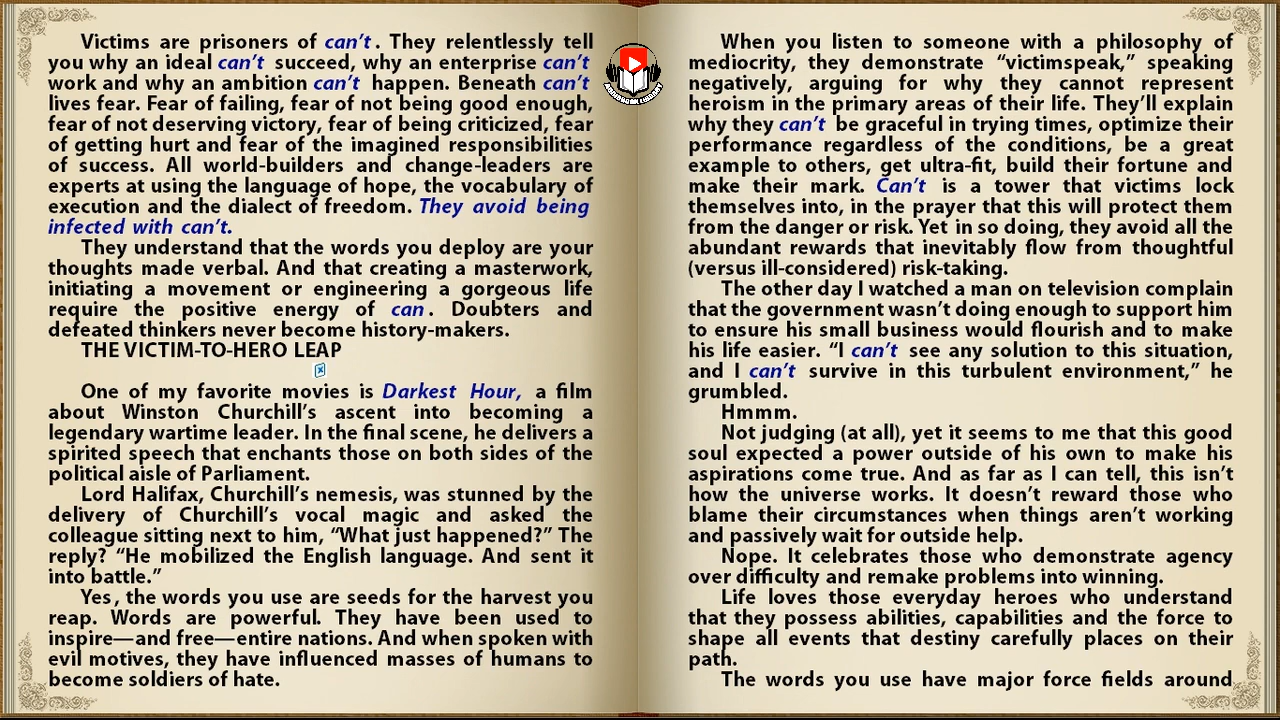 Victims are prisoners of can't. They relentlessly tell
you why an ideal can't succeed, why an enterprise can't
work and why an ambition can't happen. Beneath can't
lives fear. Fear of failing, fear of not being good enough,
fear of not deserving victory, fear of being criticized, fear
of getting hurt and fear of the imagined responsibilities
of success. All world-builders and change-leaders are
experts at using the language of hope, the vocabulary of
execution and the dialect of freedom. They avoid being
infected with can't.
They understand that the words you deploy are your
thoughts made verbal. And that creating a masterwork,
initiating a movement or engineering a gorgeous life
require the positive energy of can. Doubters and
defeated thinkers never become history-makers.
THE VICTIM-TO-HERO LEAP
One of my favorite movies is Darkest Hour, a film
about Winston Churchill's ascent into becoming a
legendary wartime leader. In the final scene, he delivers a
spirited speech that enchants those on both sides of the
political aisle of Parliament.
Lord Halifax, Churchill's nemesis, was stunned by the
delivery of Churchill's vocal magic and asked the
colleague sitting next to him, “What just happened?” The
reply? “He mobilized the English language. And sent it
into battle.”
Yes, the words you use are seeds for the harvest you
reap. Words are powerful. They have been used to
inspire—and free—entire nations. And when spoken with
evil motives, they have influenced masses of humans to
become soldiers of hate.
When you listen to someone with a philosophy of
mediocrity, they demonstrate “victimspeak,” speaking
negatively, arguing for why they cannot represent
heroism in the primary areas of their life. They'll explain
why they can't be graceful in trying times, optimize their
performance regardless of the conditions, be a great
example to others, get ultra-fit, build their fortune and
make their mark. Can't is a tower that victims lock
themselves into, in the prayer that this will protect them
from the danger or risk. Yet in so doing, they avoid all the
abundant rewards that inevitably flow from thoughtful
(versus ill-considered) risk-taking.
The other day I watched a man on television complain
that the government wasn't doing enough to support him
to ensure his small business would flourish and to make
his life easier. “I can't see any solution to this situation,
and I can't survive in this turbulent environment,” he
grumbled.
Hmmm.
Not judging (at all), yet it seems to me that this good
soul expected a power outside of his own to make his
aspirations come true. And as far as I can tell, this isn't
how the universe works. It doesn't reward those who
blame their circumstances when things aren't working
and passively wait for outside help.
Nope. It celebrates those who demonstrate agency
over difficulty and remake problems into winning.
Life loves those everyday heroes who understand
that they possess abilities, capabilities and the force to
shape all events that destiny carefully places on their
path.
The words you use have major force fields around